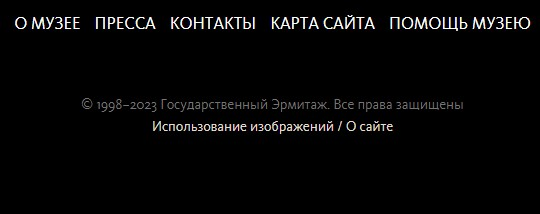 О МУЗЕЕ ПРЕССА КОНТАКТЫ КАРТА САЙТА ПОМОЩЬ МУЗЕЮ
© 1998–2023 Государственный Эрмитаж. Все права защищены
Использование изображений / О сайте